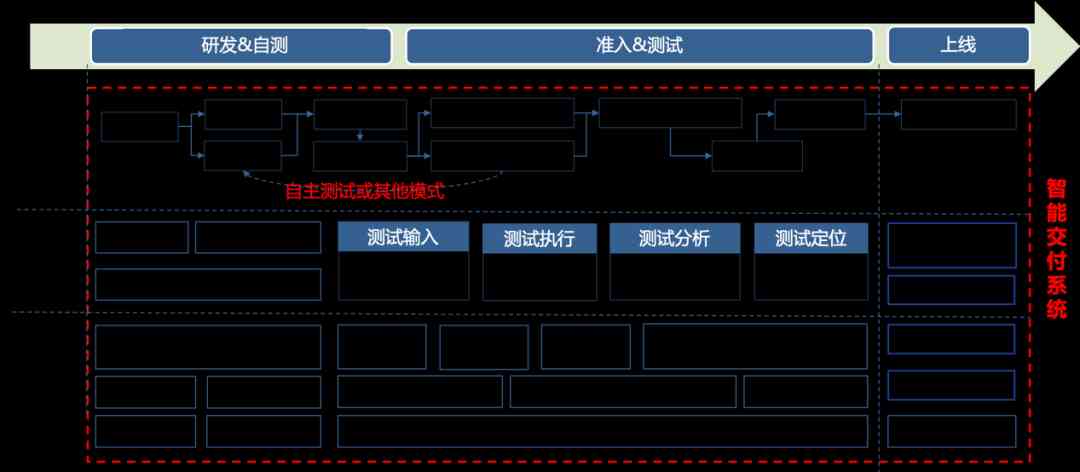 研发&自测
准入&测试
上线
自主测试或其他模式
测试输入
测试执行
测试分析
测试定位
智能交付系统